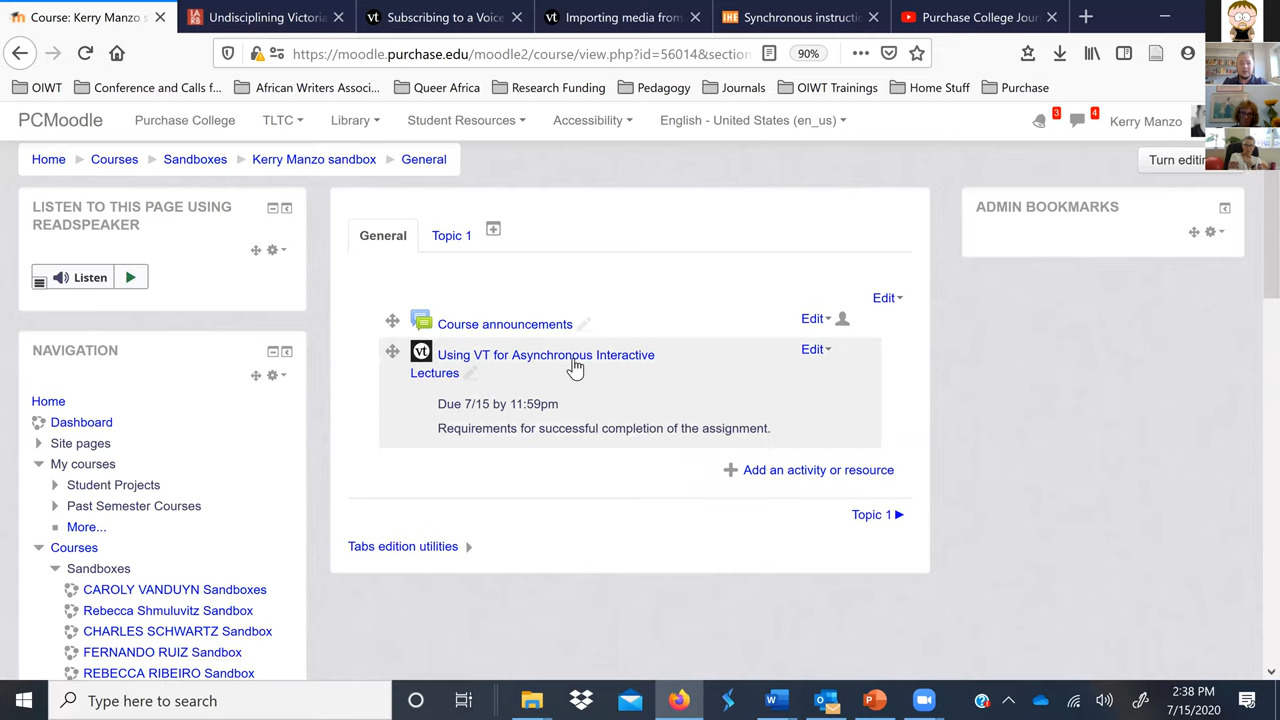 Course: Kerry Manzo s
Undisciplining Victoria
Subscribing to a Voice
Importing media from
Synchronous instructi
Purchase College Jour
https://moodle.purchase.edu/moodle2/course/view.php?id=56014&section
90%
OIWT
Conference and Calls f...
African Writers Associ...
Queer Africa
Research Funding
Pedagogy
Journals
OIWT Trainings
Home Stuff
Purchase
PCMoodle
Purchase College
TLTC
Library
Student Resources
Accessibility
English - United States (en_us)
3
4
Kerry Manzo
Home
Courses
Sandboxes
Kerry Manzo sandbox
General
Turn editin
LISTEN TO THIS PAGE USING
READSPEAKER
Listen
NAVIGATION
Home
Dashboard
Site pages
My courses
Student Projects
Past Semester Courses
More...
Courses
Sandboxes
CAROLY VANDUYN Sandboxes
Rebecca Shmuluvitz Sandbox
CHARLES SCHWARTZ Sandbox
FERNANDO RUIZ Sandbox
REBECCA RIBEIRO Sandbox
General
Topic 1
Edit
Course announcements
Edit
vt
Using VT for Asynchronous Interactive
Lectures
Edit
Due 7/15 by 11:59pm
Requirements for successful completion of the assignment.
Add an activity or resource
Topic 1
Tabs edition utilities
ADMIN BOOKMARKS
Type here to search
2:38 PM
7/15/2020